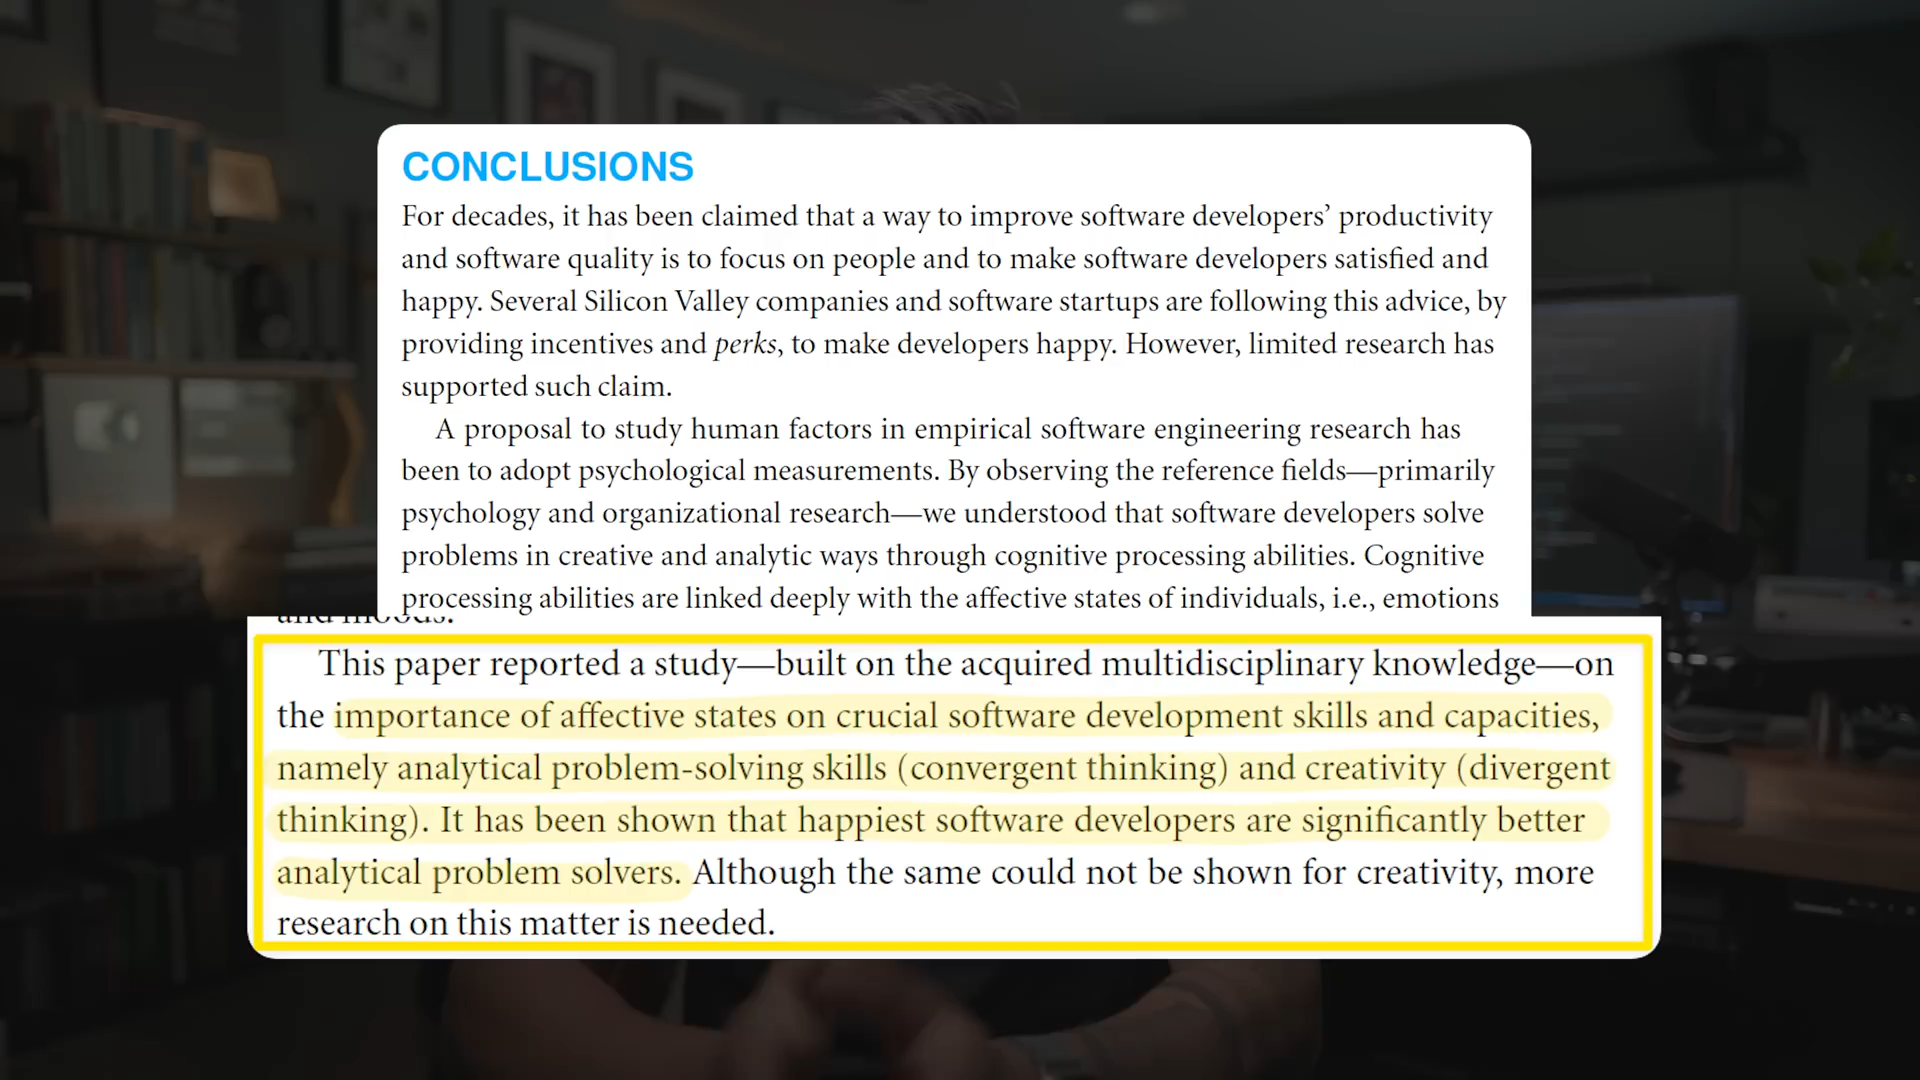 CONCLUSIONS
For decades, it has been claimed that a way to improve software developers’ productivity
and software quality is to focus on people and to make software developers satisfied and
happy. Several Silicon Valley companies and software startups are following this advice, by
providing incentives and perks, to make developers happy. However, limited research has
supported such claim.
A proposal to study human factors in empirical software engineering research has
been to adopt psychological measurements. By observing the reference fields—primarily
psychology and organizational research—we understood that software developers solve
problems in creative and analytic ways through cognitive processing abilities. Cognitive
processing abilities are linked deeply with the affective states of individuals, i.e., emotions
and moods.
This paper reported a study—built on the acquired multidisciplinary knowledge—on
the importance of affective states on crucial software development skills and capacities,
namely analytical problem-solving skills (convergent thinking) and creativity (divergent
thinking). It has been shown that happiest software developers are significantly better
analytical problem solvers. Although the same could not be shown for creativity, more
research on this matter is needed.